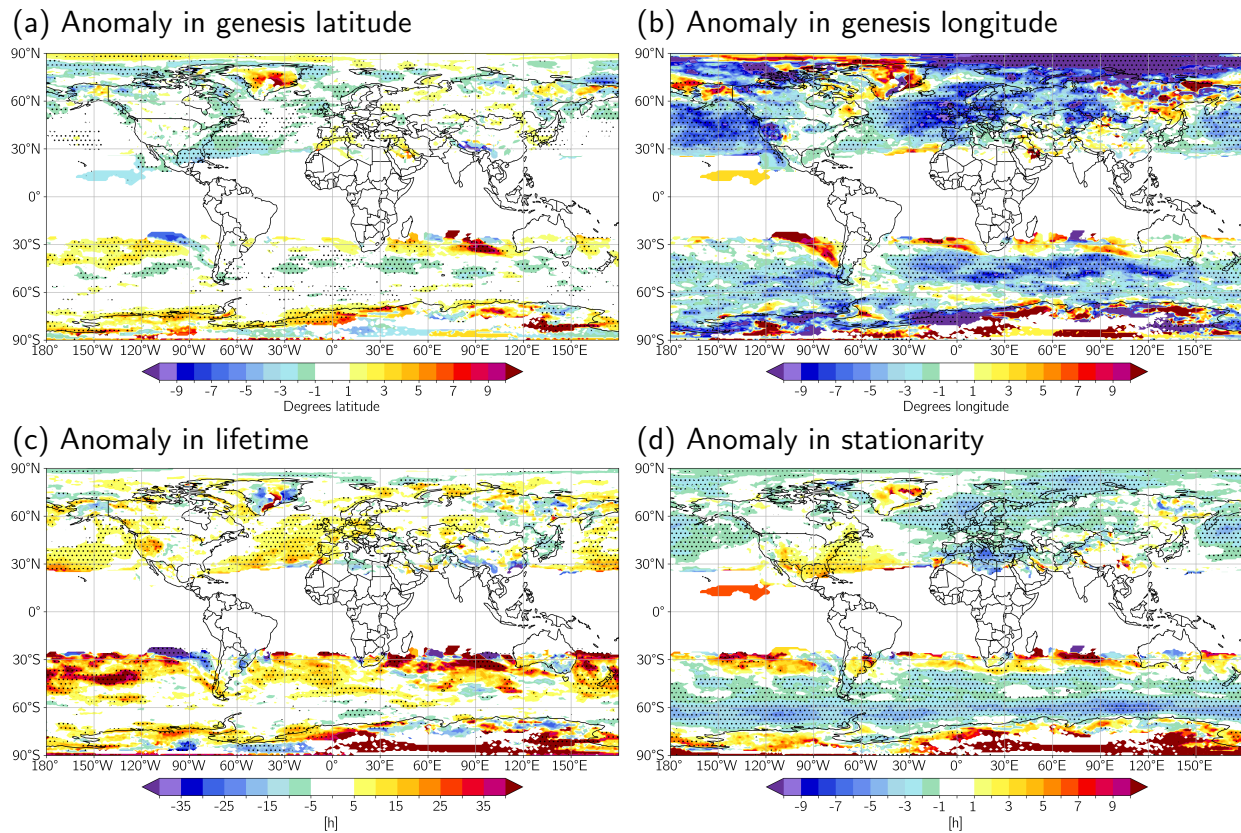 (a) Anomaly in genesis latitude
(b) Anomaly in genesis longitude
90°N
60°N
30°N
0°
30°S
60°S
90°S
180° 150°W 120°W 90°W 60°W 30°W 0° 30°E 60°E 90°E 120°E 150°E
-9 -7 -5 -3 -1 1 3 5 7 9
Degrees latitude
90°N
60°N
30°N
0°
30°S
60°S
90°S
180° 150°W 120°W 90°W 60°W 30°W 0° 30°E 60°E 90°E 120°E 150°E
-9 -7 -5 -3 -1 1 3 5 7 9
Degrees longitude
(c) Anomaly in lifetime
(d) Anomaly in stationarity
90°N
60°N
30°N
0°
30°S
60°S
90°S
180° 150°W 120°W 90°W 60°W 30°W 0° 30°E 60°E 90°E 120°E 150°E
-35 -25 -15 -5 5 15 25 35
[h]
90°N
60°N
30°N
0°
30°S
60°S
90°S
180° 150°W 120°W 90°W 60°W 30°W 0° 30°E 60°E 90°E 120°E 150°E
-9 -7 -5 -3 -1 1 3 5 7 9
[h]